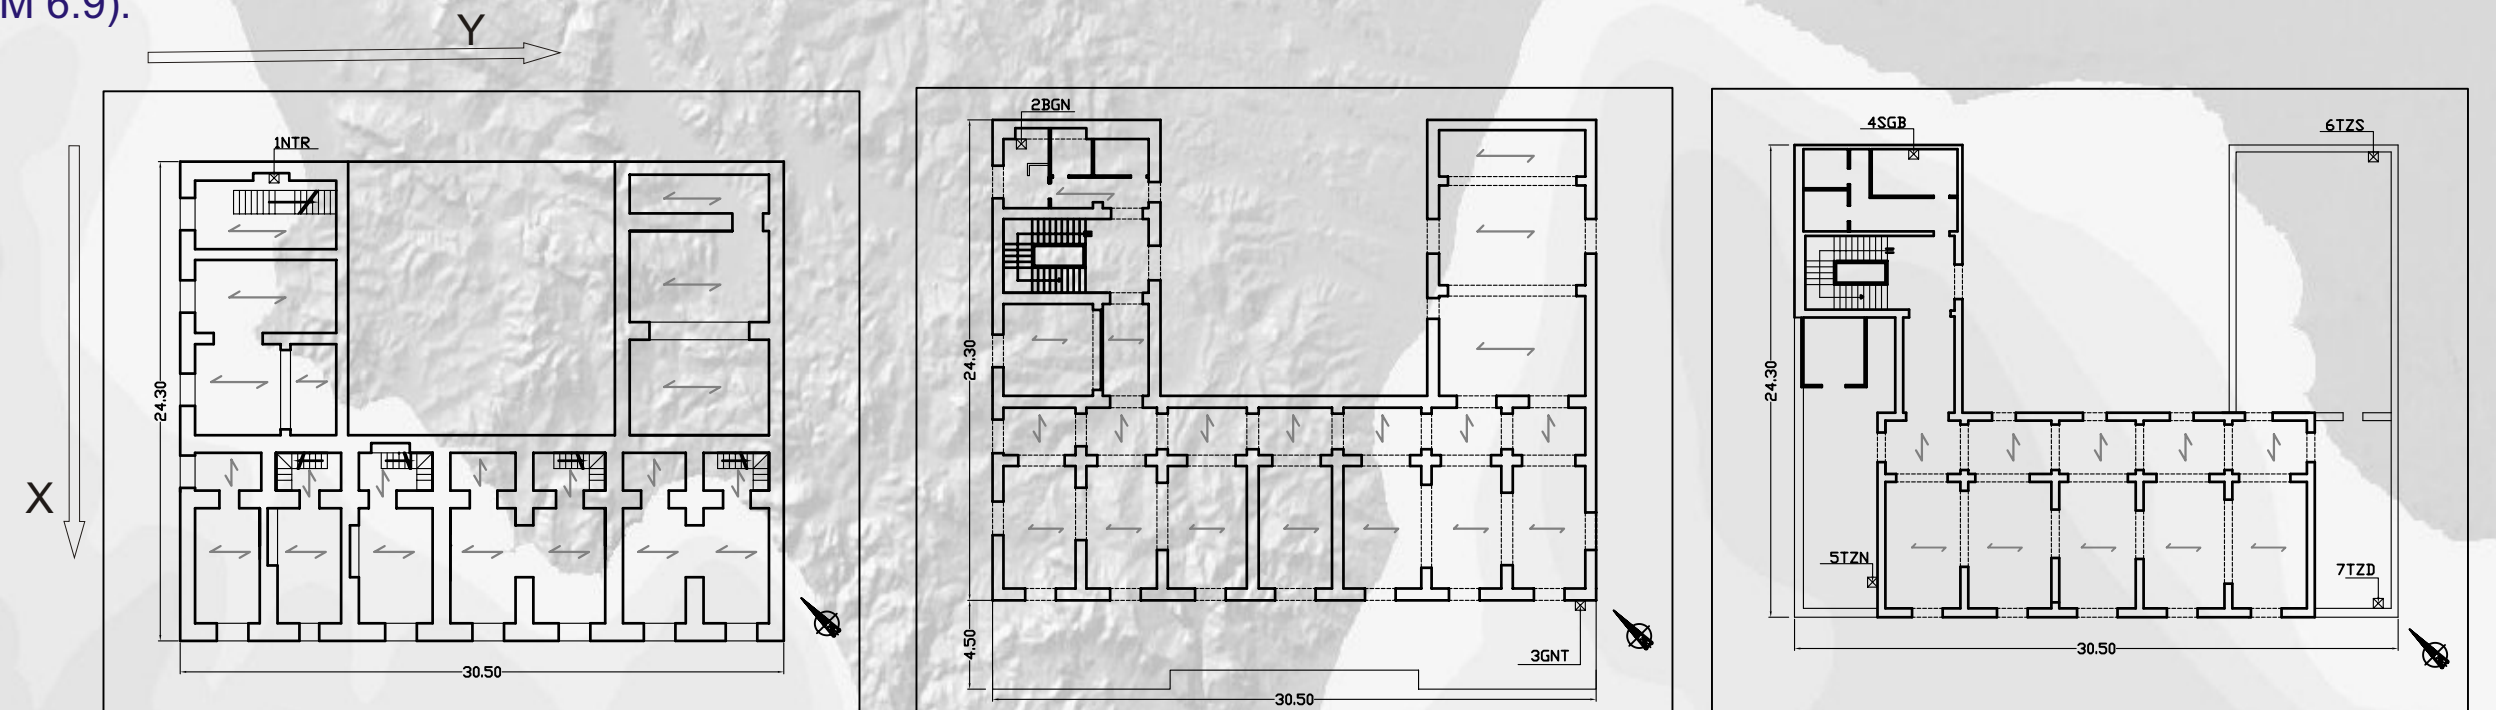 M 6.9).
Y
X
1NTR
24.30
30.50
2BGN
24.30
4.50
3GNT
30.50
4SGB
6TZS
24.30
5TZN
7TZD
30.50